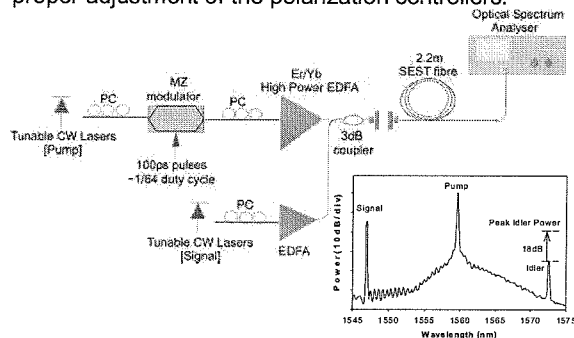 proper adjustment of the polarization controllers.
Optical Spectrum
Analyser
2.2m
SEST fibre
Er/Yb
High Power EDFA
MZ
modulator
PC
PC
3dB
coupler
Tunable CW Lasers
[Pump]
100ps pulses
~1/64 duty cycle
PC
Tunable CW Lasers
[Signal]
EDFA
Pump
Signal
Peak Idler Power
18dB
Idler
Power(10dB/div)
1545 1550 1555 1560 1565 1570 1575
Wavelength (nm)